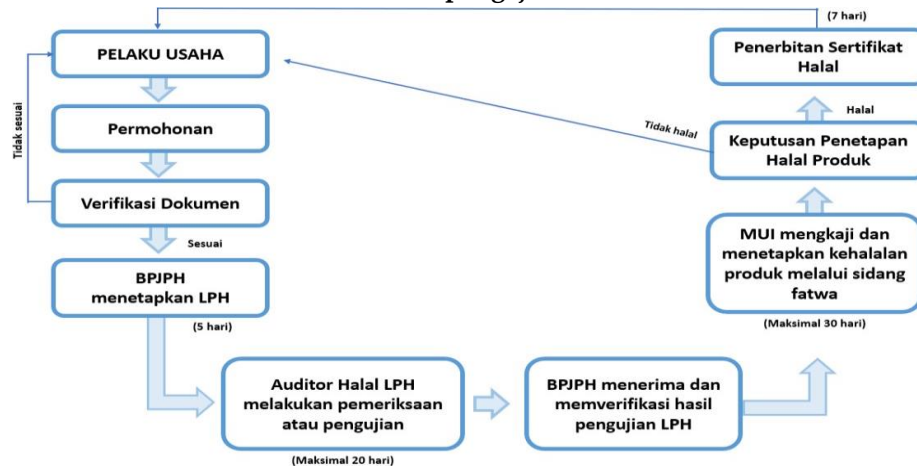 PELAKU USAHA
Permohonan
Verifikasi Dokumen
Tidak sesuai
Sesuai
BPJPH
menetapkan LPH
(5 hari)
Auditor Halal LPH
melakukan pemeriksaan
atau pengujian
(Maksimal 20 hari)
BPJPH menerima dan
memverifikasi hasil
pengujian LPH
MUI mengkaji dan
menetapkan kehalalan
produk melalui sidang
fatwa
(Maksimal 30 hari)
Keputusan Penetapan
Halal Produk
Tidak halal
Halal
Penerbitan Sertifikat
Halal
(7 hari)